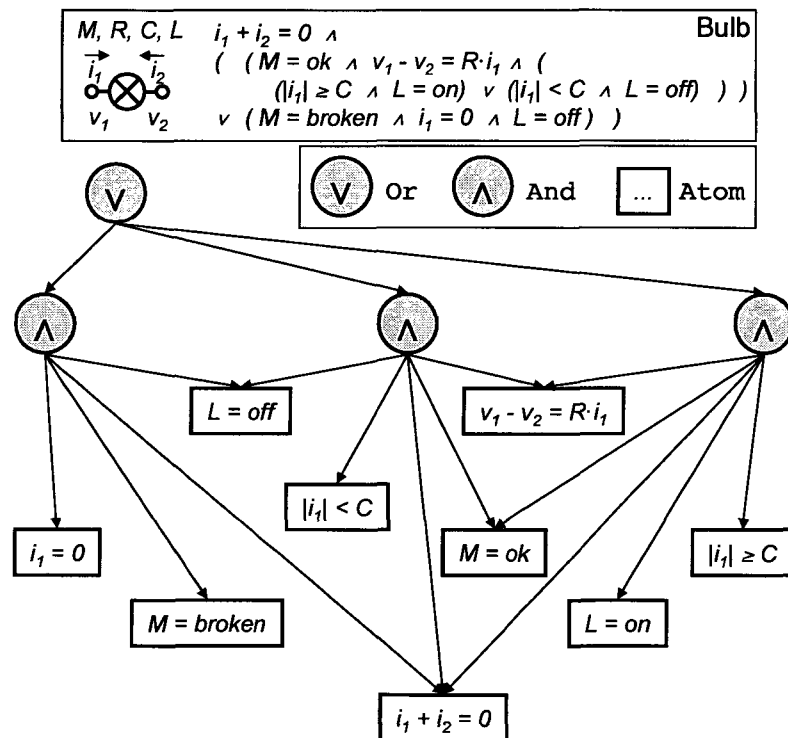 M, R, C, L i₁ + i₂ = 0 ∧ Bulb
i₁ i₂ ( ( M = ok ∧ v₁ - v₂ = R·i₁ ∧ (
(|i₁| ≥ C ∧ L = on) ∨ (|i₁| < C ∧ L = off) ) )
v₁ v₂ ∨ ( M = broken ∧ i₁ = 0 ∧ L = off) )
∨ Or ∧ And ... Atom
∨
∧ ∧ ∧
L = off v₁ - v₂ = R·i₁
|i₁| < C
i₁ = 0 M = ok |i₁| ≥ C
M = broken L = on
i₁ + i₂ = 0